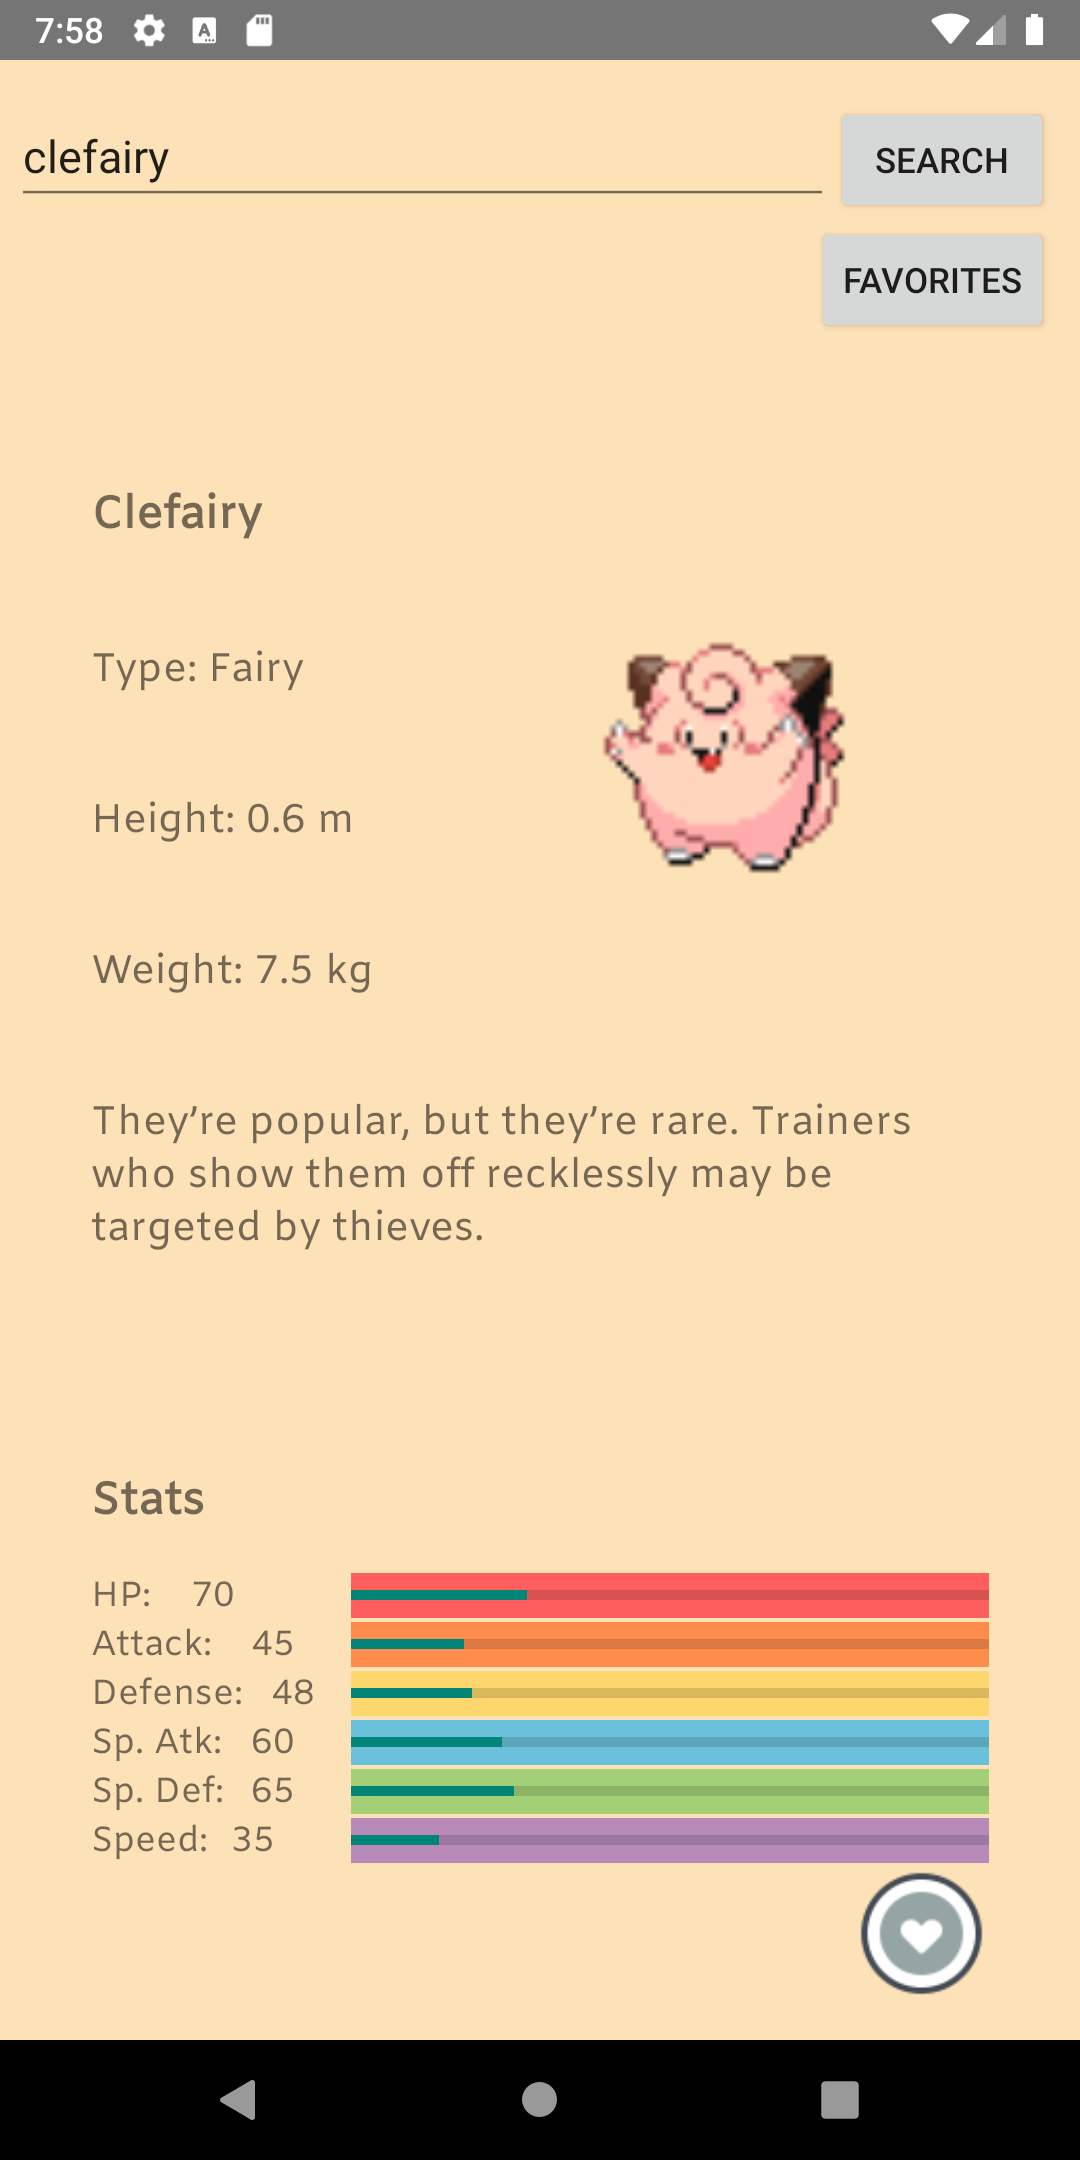 7:58
clefairy
SEARCH
FAVORITES
Clefairy
Type: Fairy
Height: 0.6 m
Weight: 7.5 kg
They’re popular, but they’re rare. Trainers
who show them off recklessly may be
targeted by thieves.
Stats
HP: 70
Attack: 45
Defense: 48
Sp. Atk: 60
Sp. Def: 65
Speed: 35